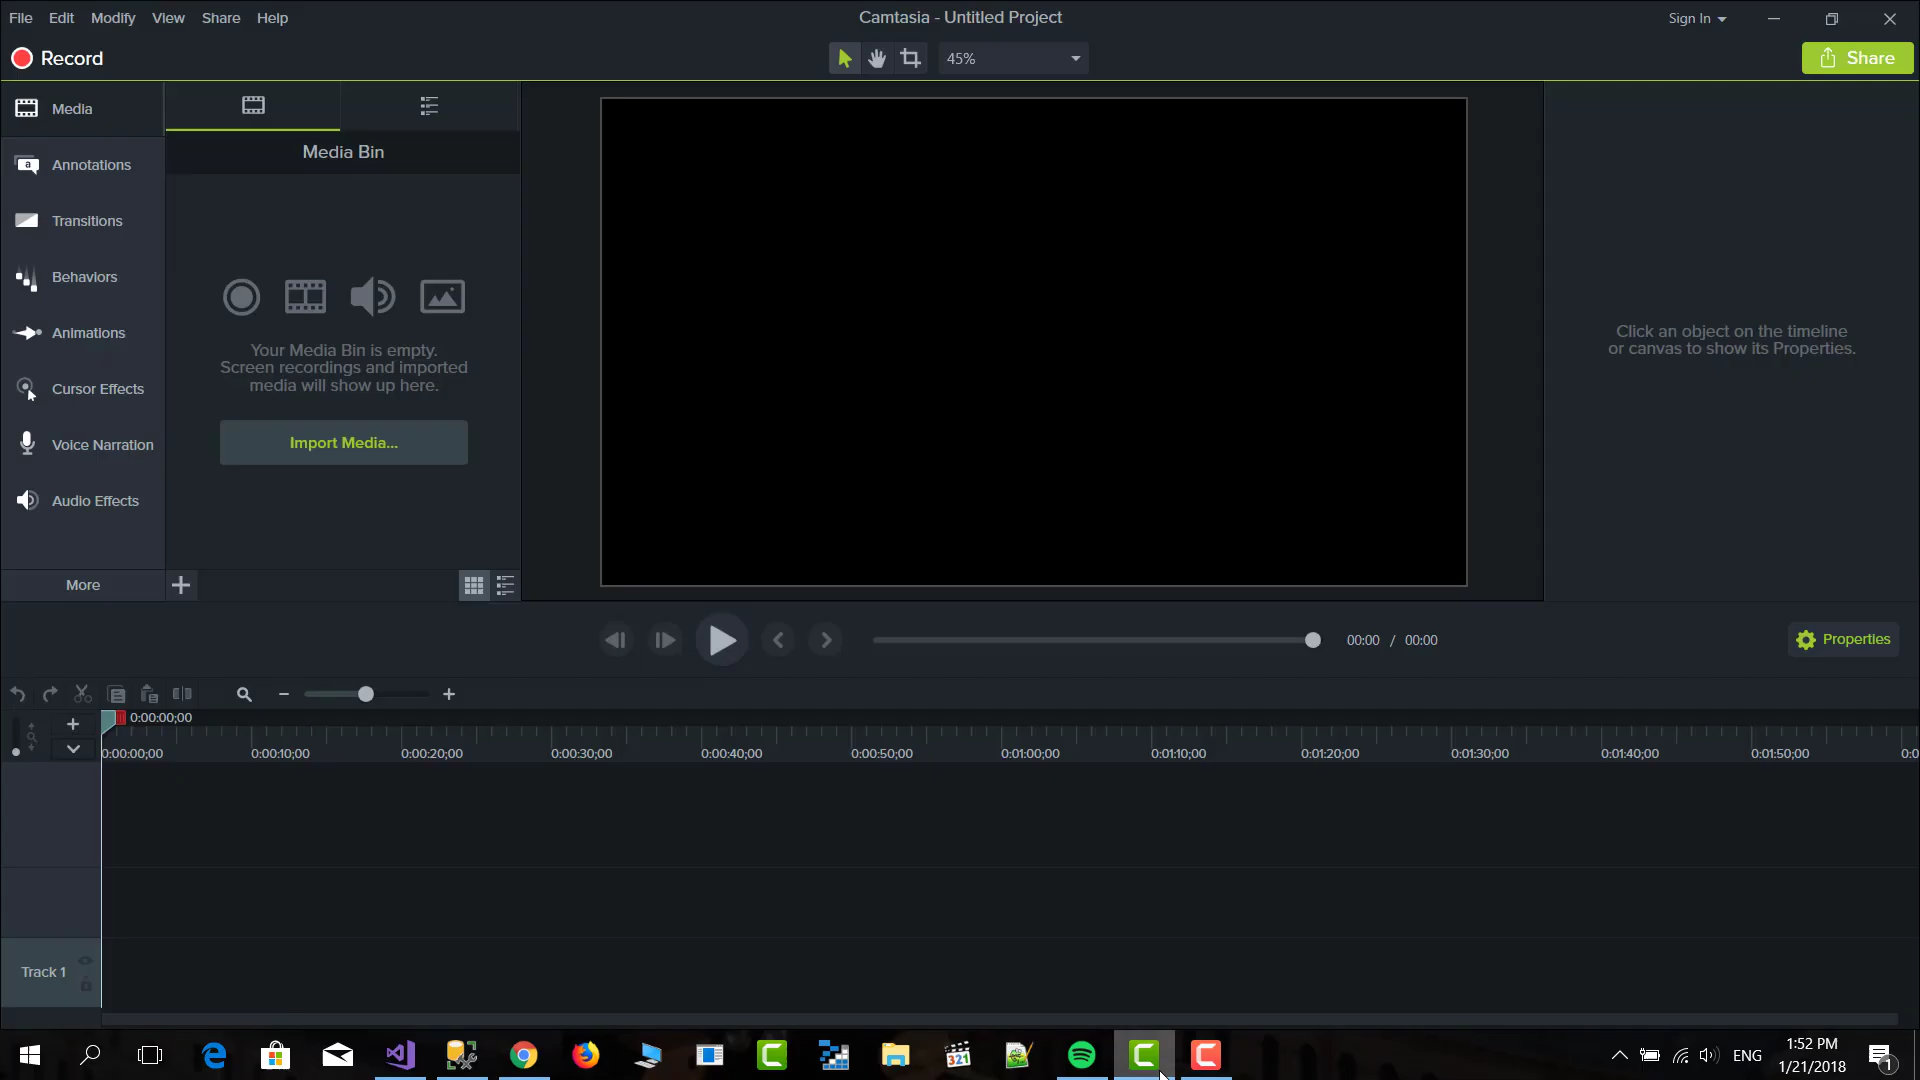 File Edit Modify View Share Help
Camtasia - Untitled Project
Sign In
Record
45%
Share
Media
Annotations
Transitions
Behaviors
Animations
Cursor Effects
Voice Narration
Audio Effects
More
Media Bin
Your Media Bin is empty.
Screen recordings and imported
media will show up here.
Import Media...
Click an object on the timeline
or canvas to show its Properties.
00:00 / 00:00
Properties
0:00:00;00
0:00:00;00 0:00:10;00 0:00:20;00 0:00:30;00 0:00:40;00 0:00:50;00 0:01:00;00 0:01:10;00 0:01:20;00 0:01:30;00 0:01:40;00 0:01:50;00 0:0
Track 1
ENG
1:52 PM
1/21/2018
1
321